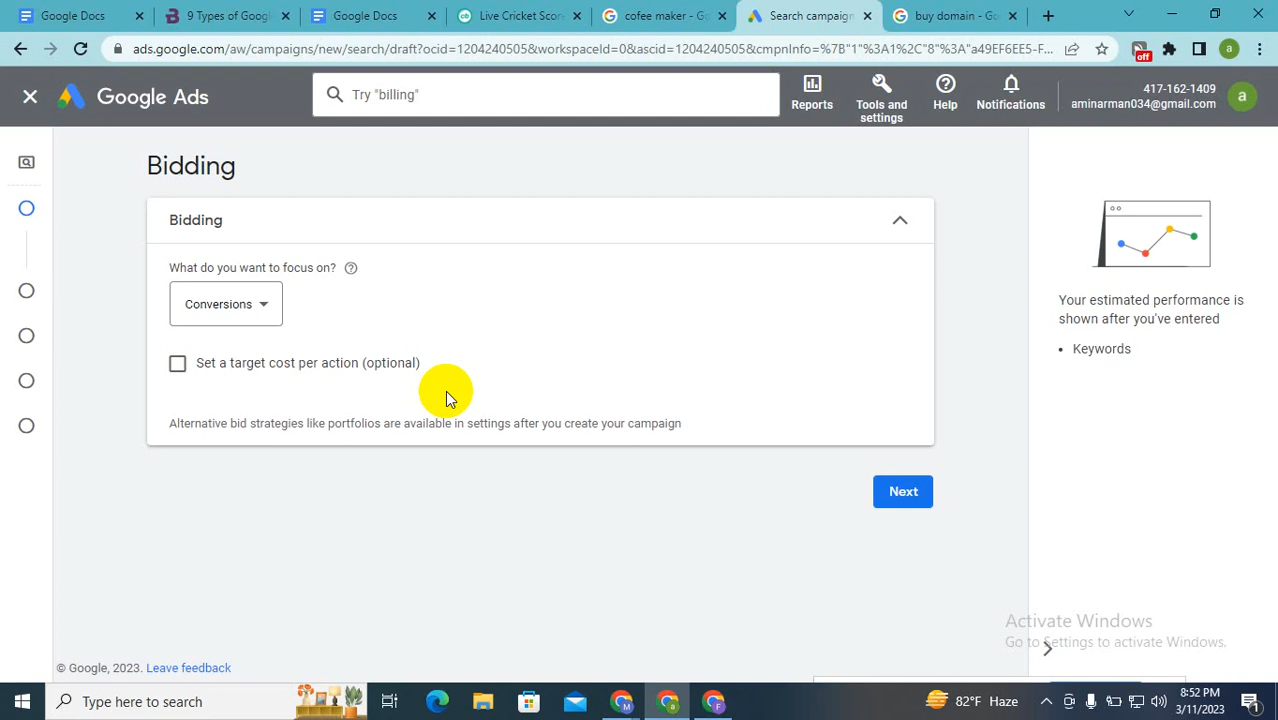 Google Docs
9 Types of Googl
Google Docs
Live Cricket Score
cofee maker - Go
Search campaign
buy domain - Go
ads.google.com/aw/campaigns/new/search/draft?ocid=1204240505&workspaceId=0&ascid=1204240505&cmpnInfo=%7B"1"%3A1%2C"8"%3A"a49EF6EE5-F...
off
a
Google Ads
Try "billing"
Reports
Tools and settings
Help
Notifications
417-162-1409
aminarman034@gmail.com
a
Bidding
Bidding
What do you want to focus on?
Conversions
Set a target cost per action (optional)
Alternative bid strategies like portfolios are available in settings after you create your campaign
Next
Your estimated performance is
shown after you've entered
• Keywords
Activate Windows
Go to Settings to activate Windows.
© Google, 2023. Leave feedback
Type here to search
82°F Haze
8:52 PM
3/11/2023
1